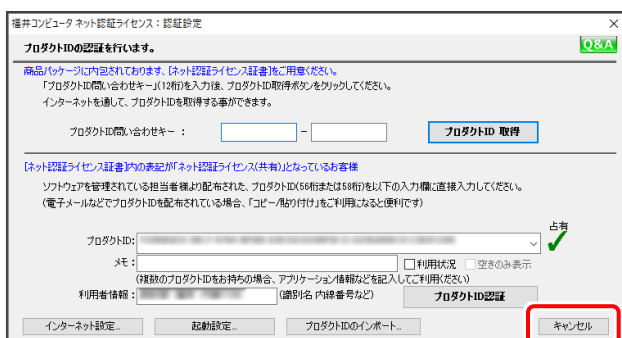 福井コンピュータ ネット認証ライセンス：認証設定
プロダクトIDの認証を行います。
Q&A
商品パッケージに内包されております、[ネット認証ライセンス証書]をご用意ください。
「プロダクトID問い合わせキー」(12桁)を入力後、プロダクトID取得ボタンをクリックしてください。
インターネットを通して、プロダクトIDを取得する事ができます。
プロダクトID問い合わせキー ：
-
プロダクトID 取得
[ネット認証ライセンス証書]内の表記が「ネット認証ライセンス(共有)」となっているお客様
ソフトウェアを管理されている担当者様より配布された、プロダクトID(56桁または58桁)を以下の入力欄に直接入力してください。
(電子メールなどでプロダクトIDを配布されている場合、「コピー/貼り付け」をご利用になると便利です)
占有
プロダクトID:
メモ：
利用状況
空きのみ表示
(複数のプロダクトIDをお持ちの場合、アプリケーション情報などを記入してご利用ください)
利用者情報：
(識別名 内線番号など)
プロダクトID認証
インターネット設定...
起動設定...
プロダクトIDのインポート...
キャンセル